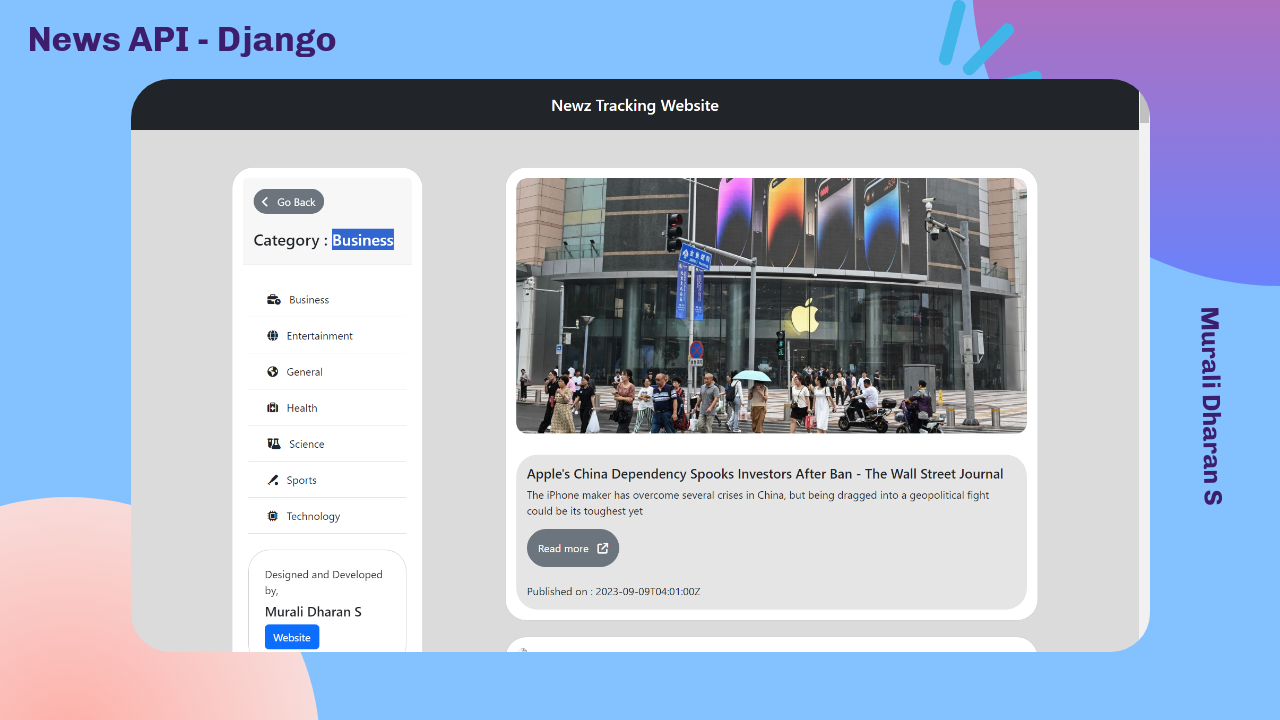 News API - Django
Newz Tracking Website
Go Back
Category : Business
Business
Entertainment
General
Health
Science
Sports
Technology
Designed and Developed
by,
Murali Dharan S
Website
Apple's China Dependency Spooks Investors After Ban - The Wall Street Journal
The iPhone maker has overcome several crises in China, but being dragged into a geopolitical fight
could be its toughest yet
Read more
Published on : 2023-09-09T04:01:00Z
Murali Dharan S